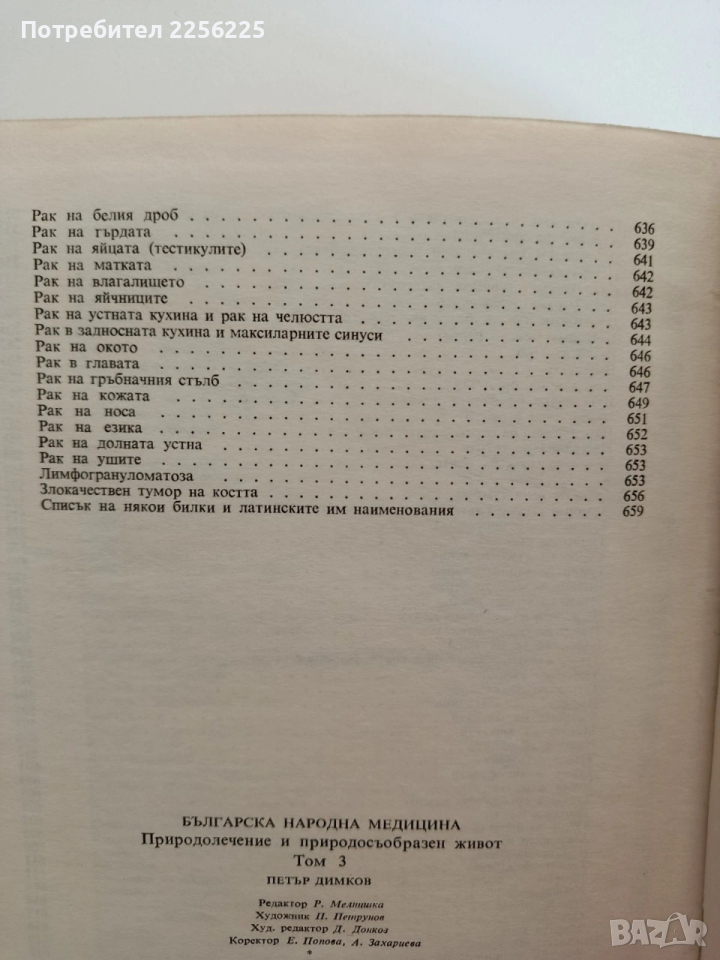 Потребител 2256225
Рак на белия дроб . . . . . . . . . . . . . . . . . . . . . . . . 636
Рак на гърдата . . . . . . . . . . . . . . . . . . . . . . . . 639
Рак на яйцата (тестикулите) . . . . . . . . . . . . . . . . . . . . 641
Рак на матката . . . . . . . . . . . . . . . . . . . . . . . . 642
Рак на влагалището . . . . . . . . . . . . . . . . . . . . . . . 642
Рак на яйчниците . . . . . . . . . . . . . . . . . . . . . . . 643
Рак на устната кухина и рак на челюстта . . . . . . . . . . . . . . 643
Рак в задносната кухина и максиларните синуси . . . . . . . . . . . . 644
Рак на окото . . . . . . . . . . . . . . . . . . . . . . . . 646
Рак в главата . . . . . . . . . . . . . . . . . . . . . . . . 646
Рак на гръбначния стълб . . . . . . . . . . . . . . . . . . . . . 647
Рак на кожата . . . . . . . . . . . . . . . . . . . . . . . . 649
Рак на носа . . . . . . . . . . . . . . . . . . . . . . . . 651
Рак на езика . . . . . . . . . . . . . . . . . . . . . . . . 652
Рак на долната устна . . . . . . . . . . . . . . . . . . . . . . 653
Рак на ушите . . . . . . . . . . . . . . . . . . . . . . . . 653
Лимфогрануломатоза . . . . . . . . . . . . . . . . . . . . . . 653
Злокачествен тумор на костта . . . . . . . . . . . . . . . . . . . 656
Списък на някои билки и латинските им наименования . . . . . . . . 659
БЪЛГАРСКА НАРОДНА МЕДИЦИНА
Природолечение и природосъобразен живот
Том 3
ПЕТЪР ДИМКОВ
Редактор Р. Мелтшка
Художник П. Петрунов
Худ. редактор Д. Донков
Коректор Е. Попова, А. Захариева
*
BAZAR